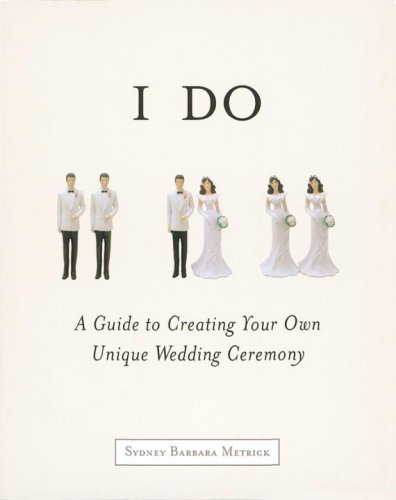 I DO
A Guide to Creating Your Own
Unique Wedding Ceremony
SYDNEY BARBARA METRICK